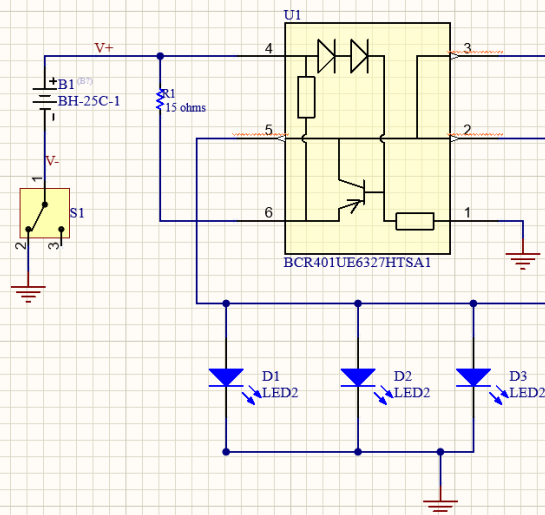 U1
V+
4
3
B1 (B?)
BH-25C-1
R1
15 ohms
5
2
V-
1
S1
6
1
2
3
BCR401UE6327HTSA1
D1
LED2
D2
LED2
D3
LED2